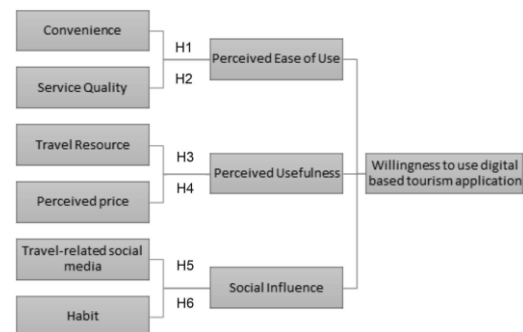 Convenience
H1
Perceived Ease of Use
H2
Service Quality
Travel Resource
H3
Perceived Usefulness
H4
Perceived price
Willingness to use digital
based tourism application
Travel-related social
media
H5
Social Influence
H6
Habit